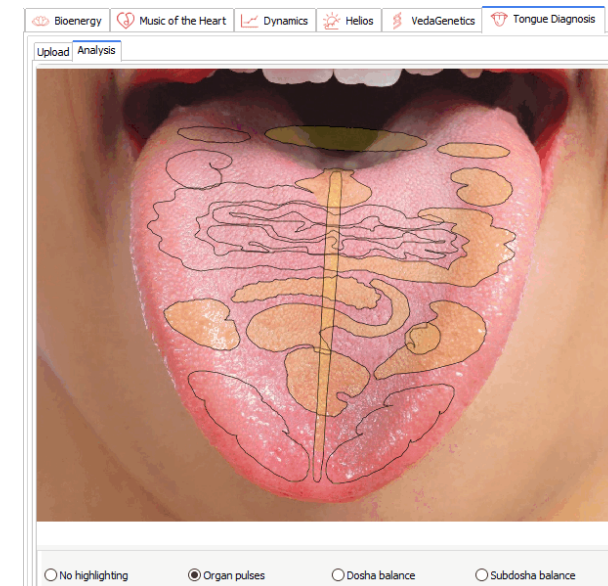 Bioenergy Music of the Heart Dynamics Helios VedaGenetics Tongue Diagnosis
Upload Analysis
No highlighting Organ pulses Dosha balance Subdosha balance